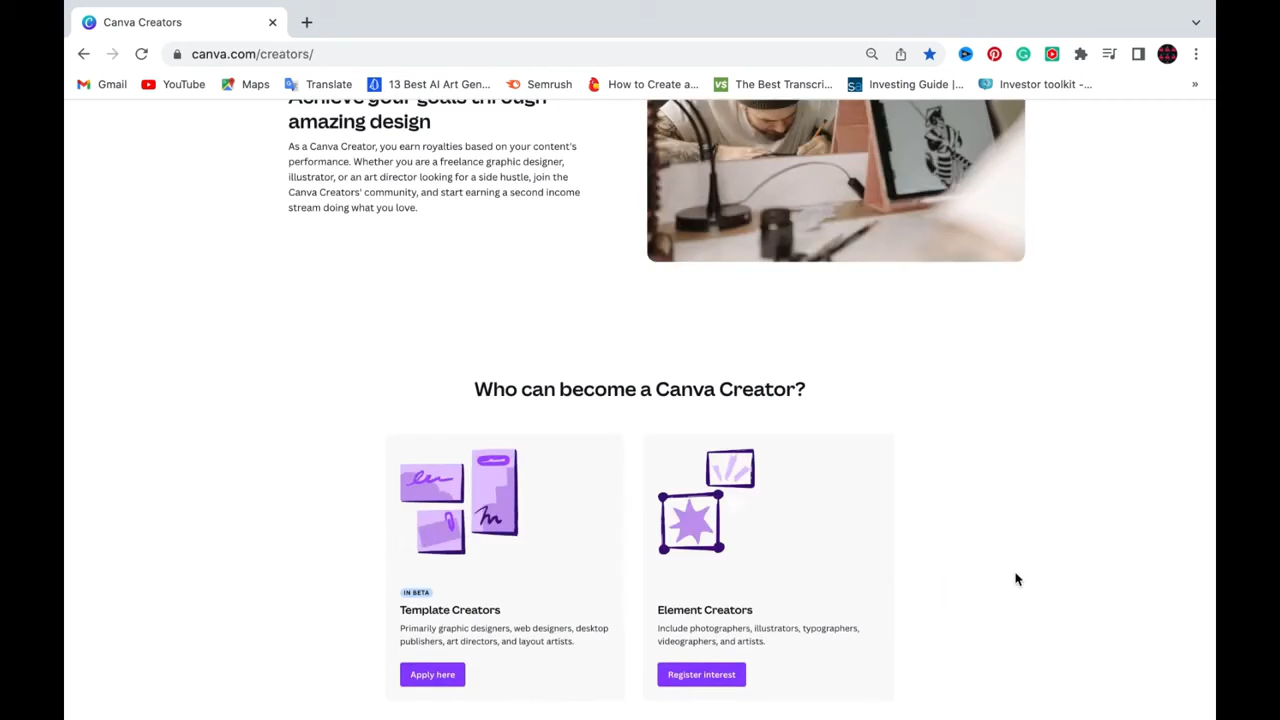 Canva Creators
canva.com/creators/
Gmail YouTube Maps Translate 13 Best AI Art Gen... Semrush How to Create a... The Best Transcri... Investing Guide |... Investor toolkit -... »
Achieve your goals through
amazing design
As a Canva Creator, you earn royalties based on your content's
performance. Whether you are a freelance graphic designer,
illustrator, or an art director looking for a side hustle, join the
Canva Creators' community, and start earning a second income
stream doing what you love.
Who can become a Canva Creator?
IN BETA
Template Creators
Primarily graphic designers, web designers, desktop
publishers, art directors, and layout artists.
Apply here
Element Creators
Include photographers, illustrators, typographers,
videographers, and artists.
Register interest